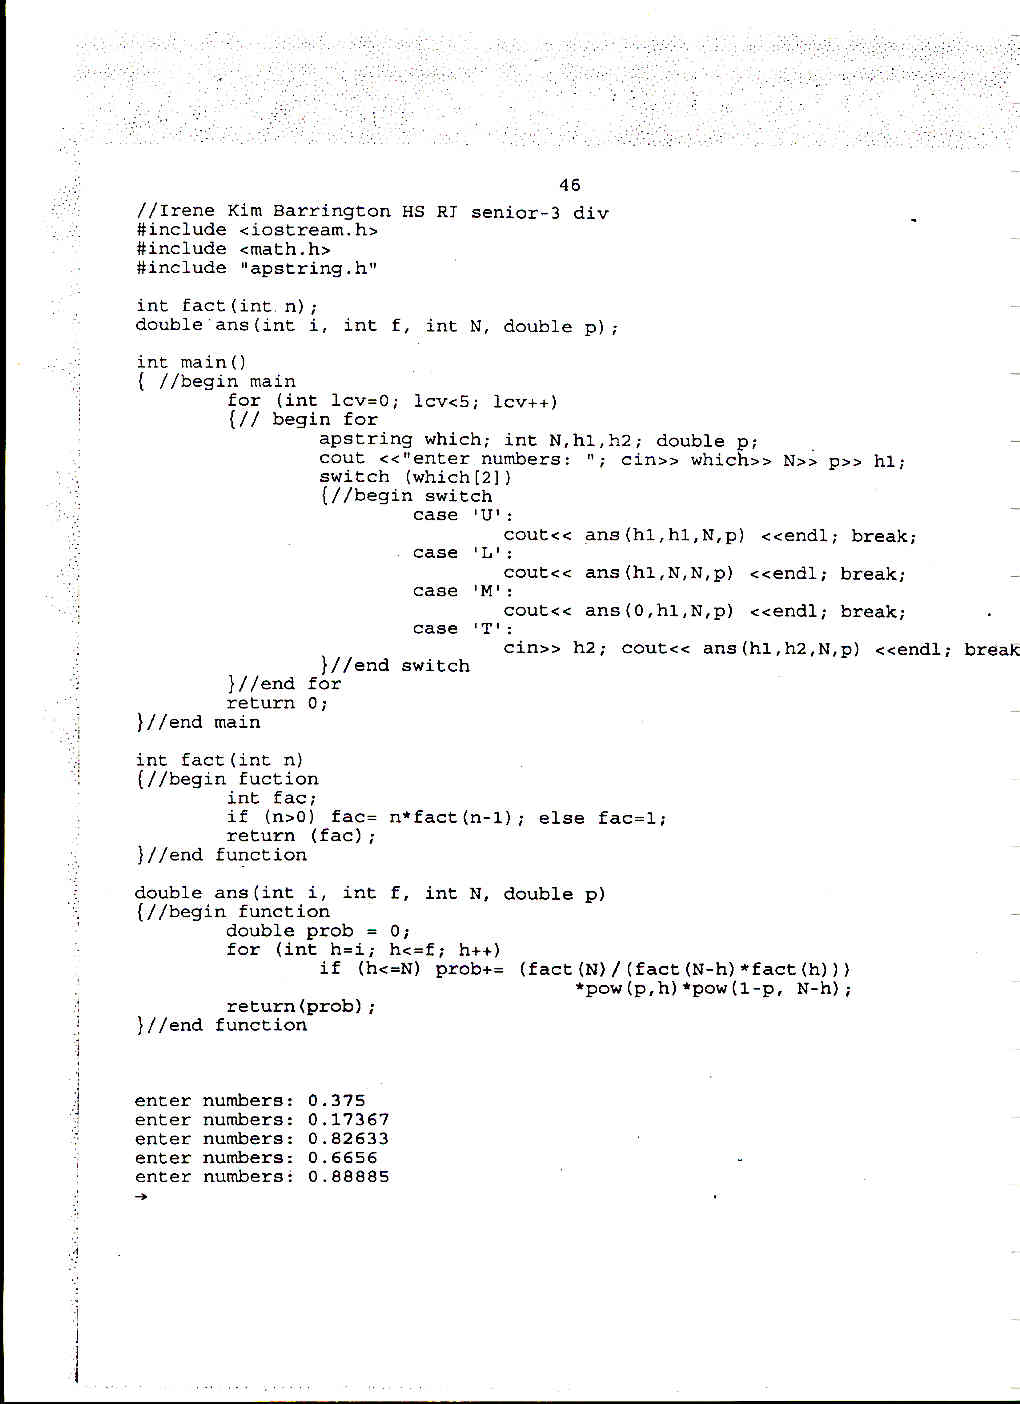 46
//Irene Kim Barrington HS RI senior-3 div
#include <iostream.h>
#include <math.h>
#include "apstring.h"
int fact(int n);
double ans(int i, int f, int N, double p);
int main()
{ //begin main
for (int lcv=0; lcv<5; lcv++)
{// begin for
apstring which; int N,h1,h2; double p;
cout <<"enter numbers: "; cin>> which>> N>> p>> h1;
switch (which[2])
{//begin switch
case 'U':
cout<< ans(h1,h1,N,p) <<endl; break;
case 'L':
cout<< ans(h1,N,N,p) <<endl; break;
case 'M':
cout<< ans(0,h1,N,p) <<endl; break;
case 'T':
cin>> h2; cout<< ans(h1,h2,N,p) <<endl; break
}//end switch
}//end for
return 0;
}//end main
int fact(int n)
{//begin fuction
int fac;
if (n>0) fac= n*fact(n-1); else fac=1;
return (fac);
}//end function
double ans(int i, int f, int N, double p)
{//begin function
double prob = 0;
for (int h=i; h<=f; h++)
if (h<=N) prob+= (fact(N)/(fact(N-h)*fact(h)))
*pow(p,h)*pow(1-p, N-h);
return(prob);
}//end function
enter numbers: 0.375
enter numbers: 0.17367
enter numbers: 0.82633
enter numbers: 0.6656
enter numbers: 0.88885
→